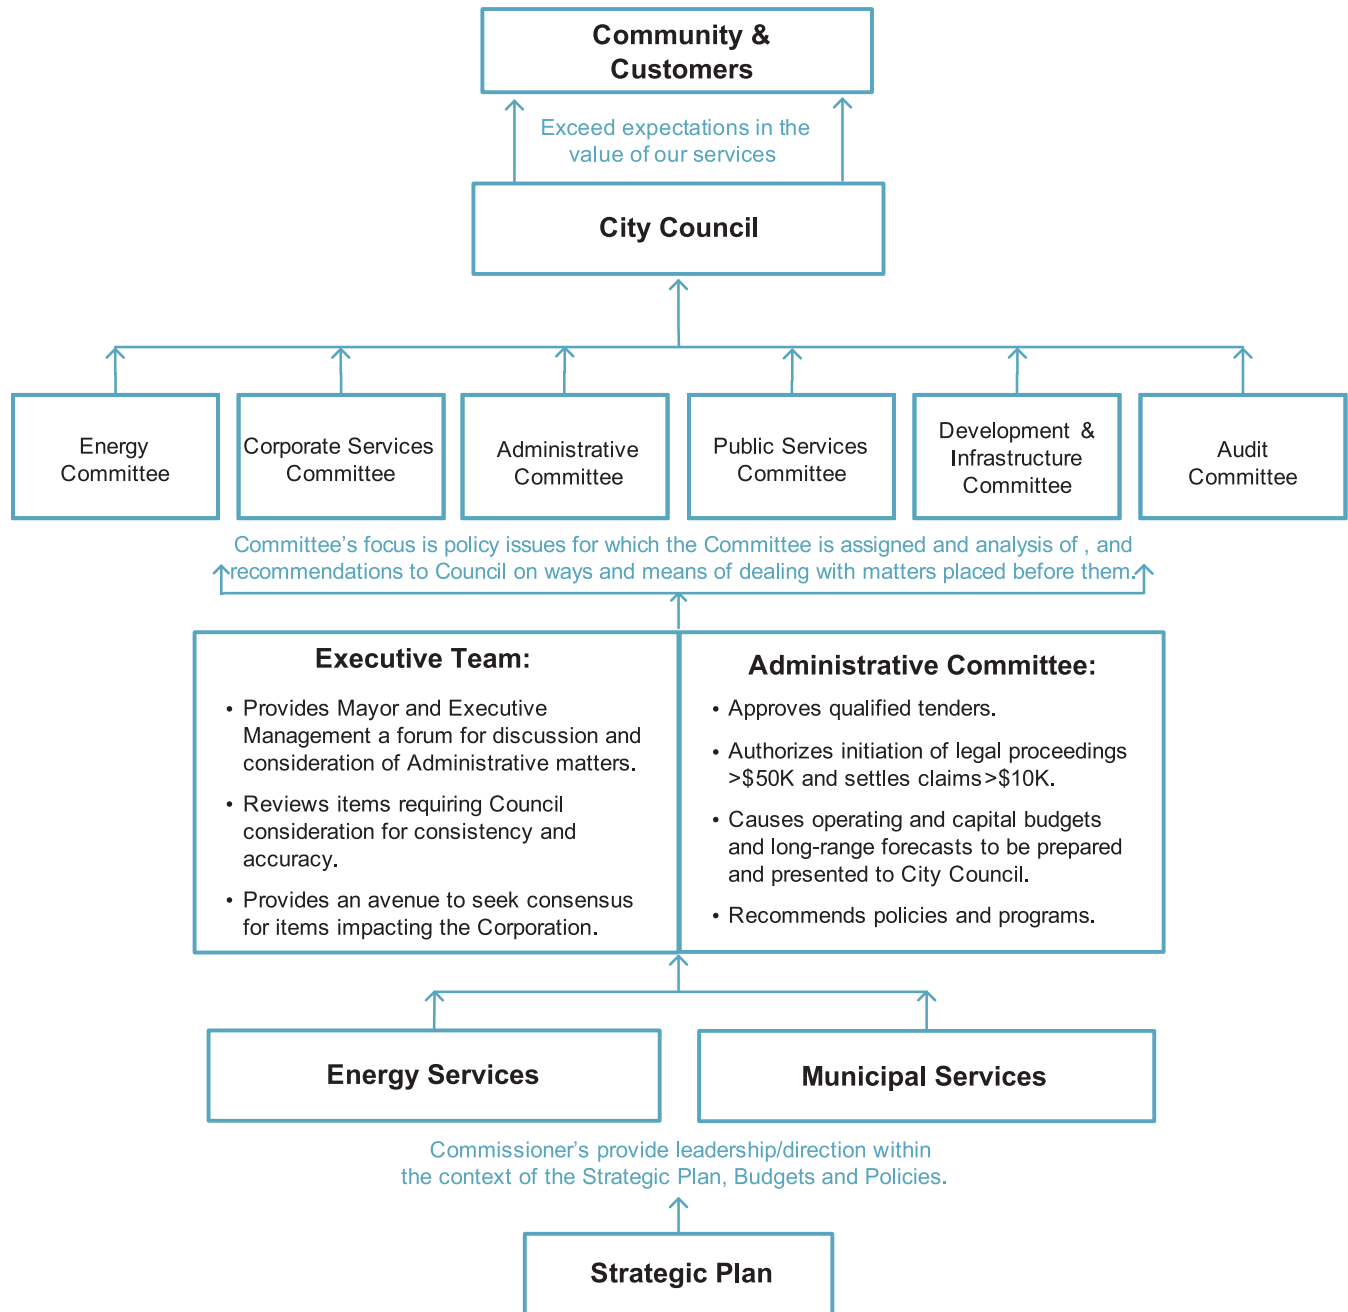 Community &
Customers
Exceed expectations in the
value of our services
City Council
Energy
Committee
Corporate Services
Committee
Administrative
Committee
Public Services
Committee
Development &
Infrastructure
Committee
Audit
Committee
Committee’s focus is policy issues for which the Committee is assigned and analysis of , and
recommendations to Council on ways and means of dealing with matters placed before them.
Executive Team:
• Provides Mayor and Executive
Management a forum for discussion and
consideration of Administrative matters.
• Reviews items requiring Council
consideration for consistency and
accuracy.
• Provides an avenue to seek consensus
for items impacting the Corporation.
Administrative Committee:
• Approves qualified tenders.
• Authorizes initiation of legal proceedings
>$50K and settles claims>$10K.
• Causes operating and capital budgets
and long-range forecasts to be prepared
and presented to City Council.
• Recommends policies and programs.
Energy Services
Municipal Services
Commissioner’s provide leadership/direction within
the context of the Strategic Plan, Budgets and Policies.
Strategic Plan